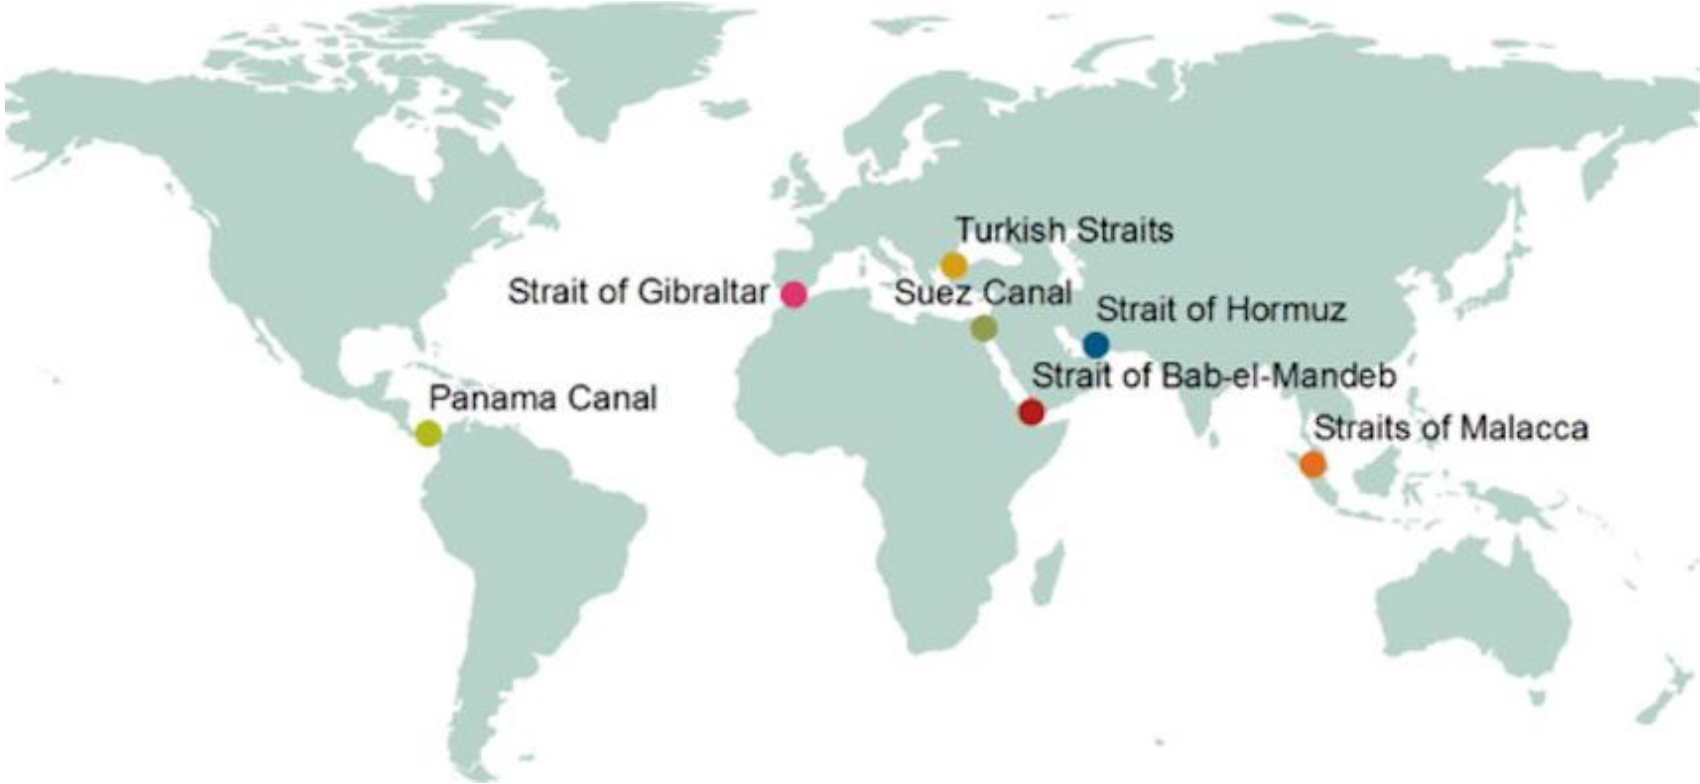 Turkish Straits
Strait of Gibraltar
Suez Canal
Strait of Hormuz
Strait of Bab-el-Mandeb
Panama Canal
Straits of Malacca